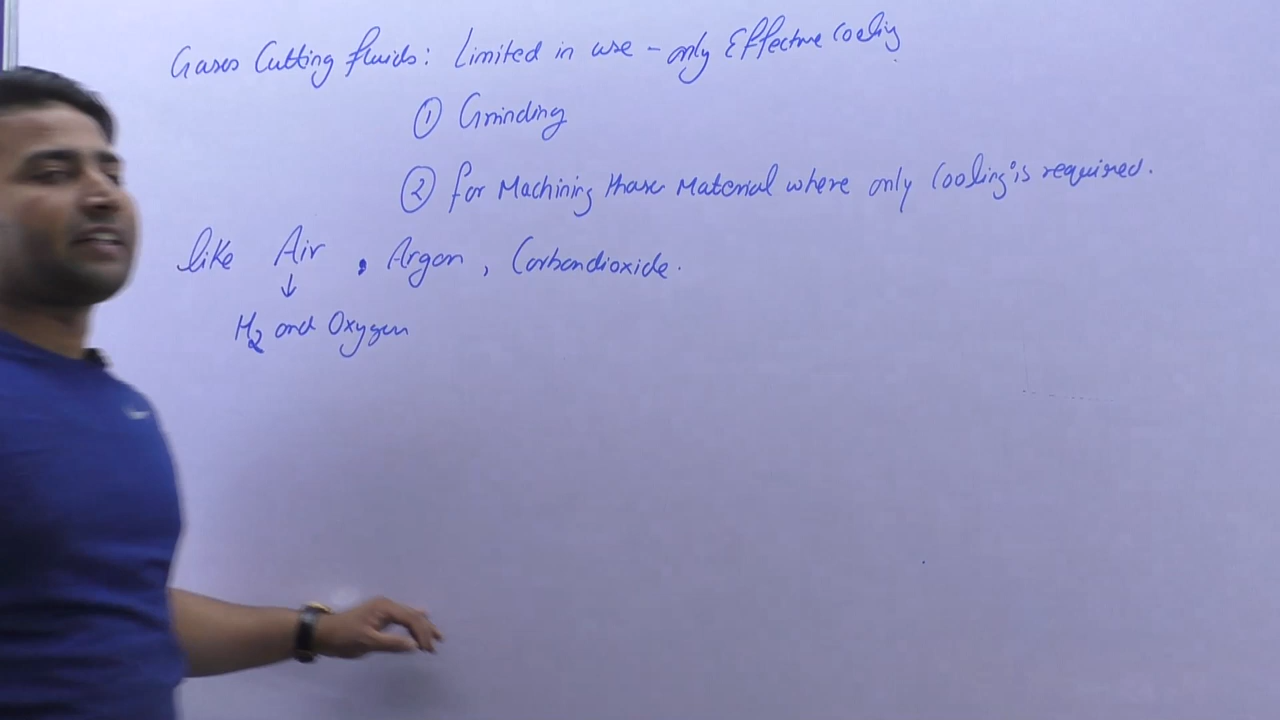 Gases Cutting fluids: Limited in use - only Effective Cooling
① Grinding
② for Machining those Material where only Cooling is required.
like Air , Argon , Carbondioxide.
↓
H2 and Oxygen